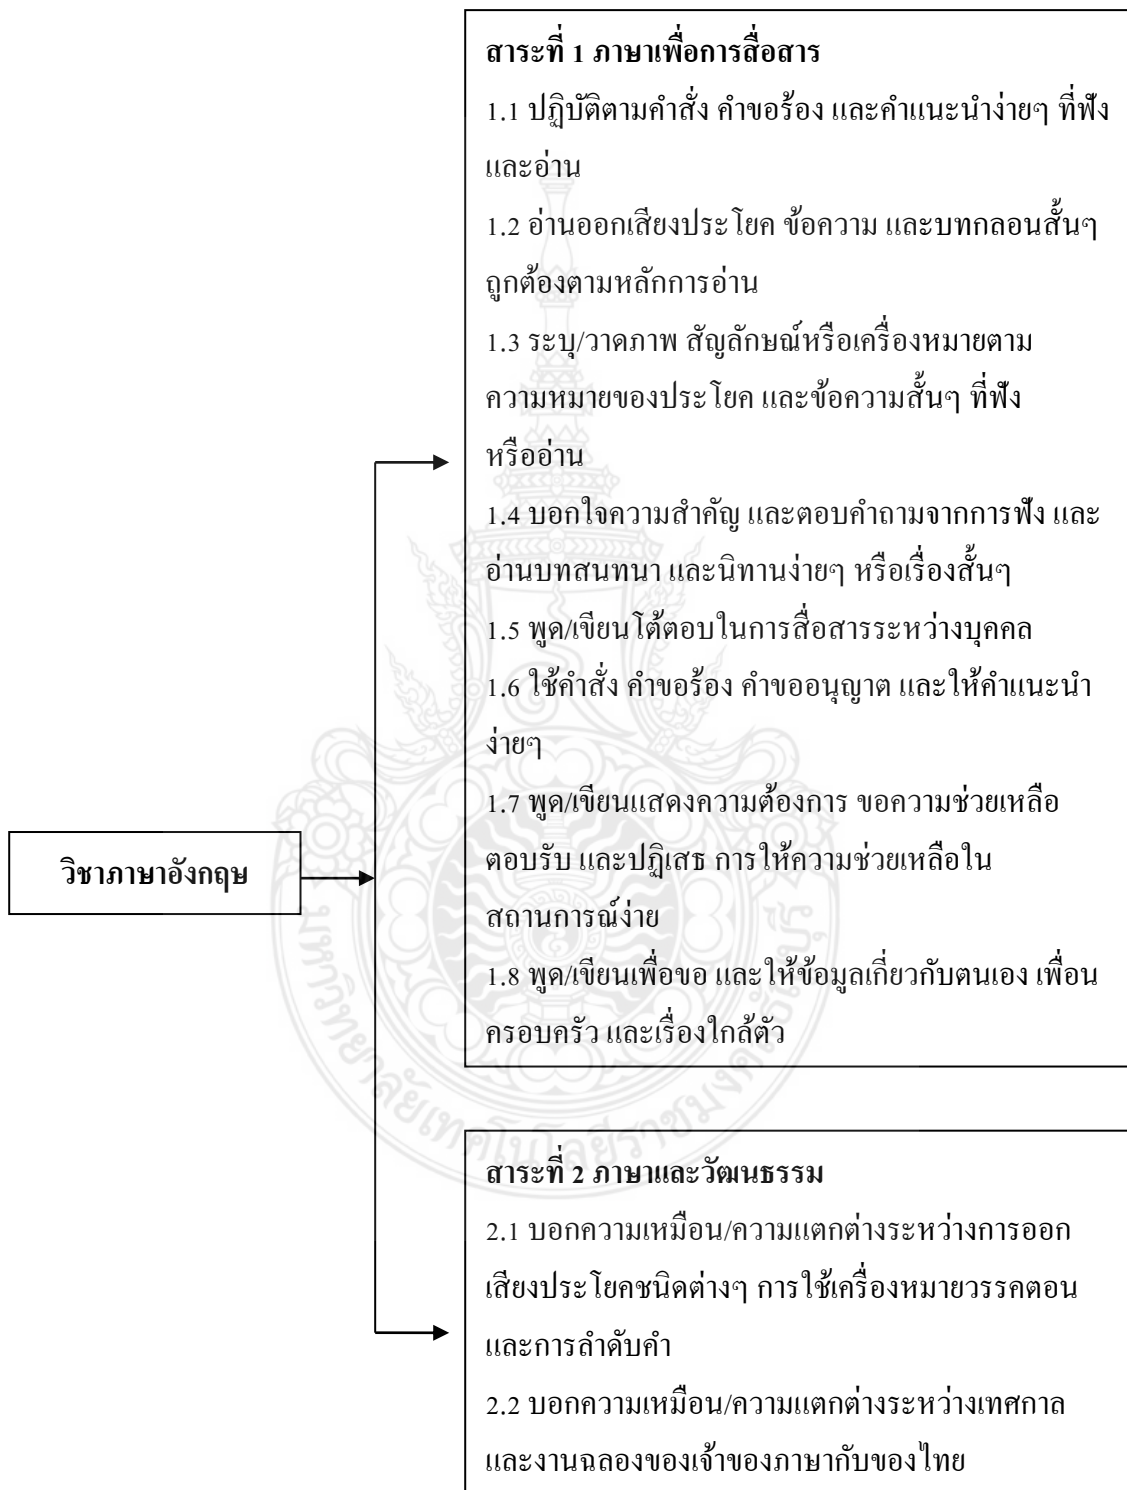 สาระที่ 1 ภาษาเพื่อการสื่อสาร
1.1 ปฏิบัติตามคำสั่ง คำขอร้อง และคำแนะนำง่ายๆ ที่ฟัง
และอ่าน
1.2 อ่านออกเสียงประโยค ข้อความ และบทกลอนสั้นๆ
ถูกต้องตามหลักการอ่าน
1.3 ระบุ/วาดภาพ สัญลักษณ์หรือเครื่องหมายตาม
ความหมายของประโยค และข้อความสั้นๆ ที่ฟัง
หรืออ่าน
1.4 บอกใจความสำคัญ และตอบคำถามจากการฟัง และ
อ่านบทสนทนา และนิทานง่ายๆ หรือเรื่องสั้นๆ
1.5 พูด/เขียนโต้ตอบในการสื่อสารระหว่างบุคคล
1.6 ใช้คำสั่ง คำขอร้อง คำขออนุญาต และให้คำแนะนำ
ง่ายๆ
1.7 พูด/เขียนแสดงความต้องการ ขอความช่วยเหลือ
ตอบรับ และปฏิเสธ การให้ความช่วยเหลือใน
สถานการณ์ง่าย
1.8 พูด/เขียนเพื่อขอ และให้ข้อมูลเกี่ยวกับตนเอง เพื่อน
ครอบครัว และเรื่องใกล้ตัว
วิชาภาษาอังกฤษ
สาระที่ 2 ภาษาและวัฒนธรรม
2.1 บอกความเหมือน/ความแตกต่างระหว่างการออก
เสียงประโยคชนิดต่างๆ การใช้เครื่องหมายวรรคตอน
และการลำดับคำ
2.2 บอกความเหมือน/ความแตกต่างระหว่างเทศกาล
และงานฉลองของเจ้าของภาษากับของไทย
มหาวิทยาลัยเทคโนโลยีราชมงคลธัญบุรี